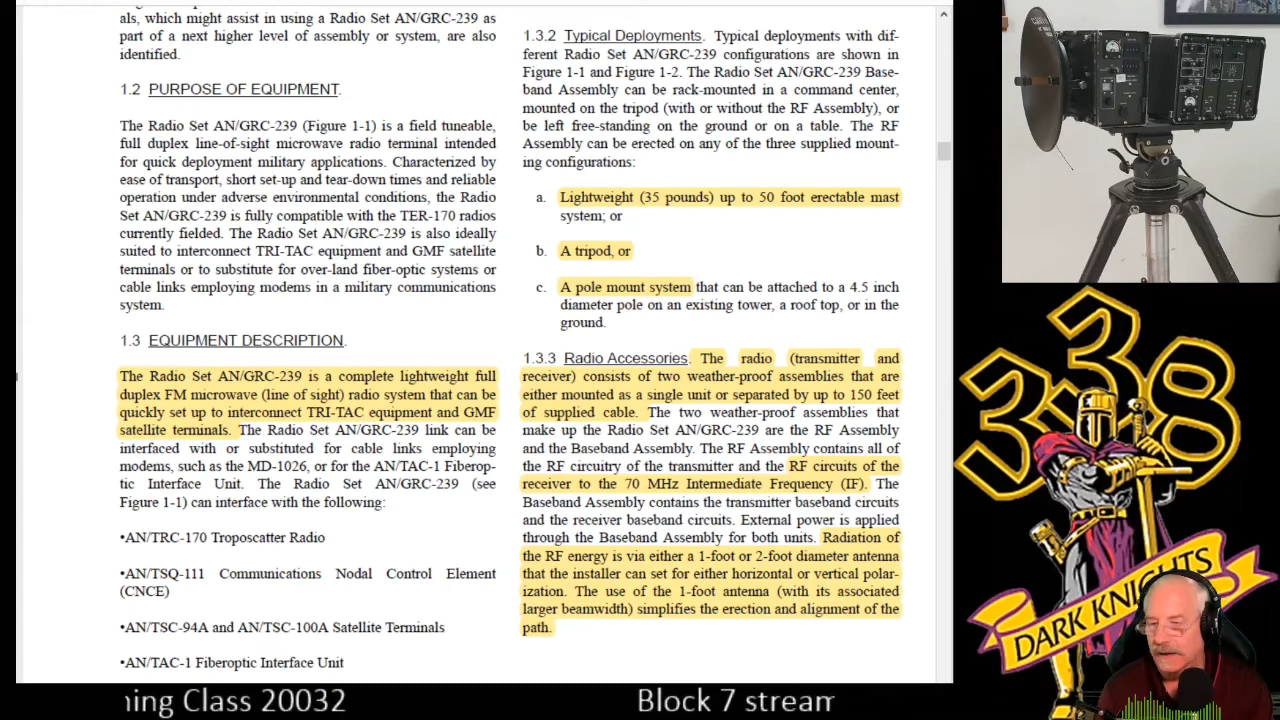 als, which might assist in using a Radio Set AN/GRC-239 as
part of a next higher level of assembly or system, are also
identified.
1.2 PURPOSE OF EQUIPMENT.
The Radio Set AN/GRC-239 (Figure 1-1) is a field tuneable,
full duplex line-of-sight microwave radio terminal intended
for quick deployment military applications. Characterized by
ease of transport, short set-up and tear-down times and reliable
operation under adverse environmental conditions, the Radio
Set AN/GRC-239 is fully compatible with the TER-170 radios
currently fielded. The Radio Set AN/GRC-239 is also ideally
suited to interconnect TRI-TAC equipment and GMF satellite
terminals or to substitute for over-land fiber-optic systems or
cable links employing modems in a military communications
system.
1.3 EQUIPMENT DESCRIPTION.
The Radio Set AN/GRC-239 is a complete lightweight full
duplex FM microwave (line of sight) radio system that can be
quickly set up to interconnect TRI-TAC equipment and GMF
satellite terminals. The Radio Set AN/GRC-239 link can be
interfaced with or substituted for cable links employing
modems, such as the MD-1026, or for the AN/TAC-1 Fiberop-
tic Interface Unit. The Radio Set AN/GRC-239 (see
Figure 1-1) can interface with the following:
•AN/TRC-170 Troposcatter Radio
•AN/TSQ-111 Communications Nodal Control Element
(CNCE)
•AN/TSC-94A and AN/TSC-100A Satellite Terminals
•AN/TAC-1 Fiberoptic Interface Unit
1.3.2 Typical Deployments. Typical deployments with dif-
ferent Radio Set AN/GRC-239 configurations are shown in
Figure 1-1 and Figure 1-2. The Radio Set AN/GRC-239 Base-
band Assembly can be rack-mounted in a command center,
mounted on the tripod (with or without the RF Assembly), or
be left free-standing on the ground or on a table. The RF
Assembly can be erected on any of the three supplied mount-
ing configurations:
a. Lightweight (35 pounds) up to 50 foot erectable mast
system; or
b. A tripod, or
c. A pole mount system that can be attached to a 4.5 inch
diameter pole on an existing tower, a roof top, or in the
ground.
1.3.3 Radio Accessories. The radio (transmitter and
receiver) consists of two weather-proof assemblies that are
either mounted as a single unit or separated by up to 150 feet
of supplied cable. The two weather-proof assemblies that
make up the Radio Set AN/GRC-239 are the RF Assembly
and the Baseband Assembly. The RF Assembly contains all of
the RF circuitry of the transmitter and the RF circuits of the
receiver to the 70 MHz Intermediate Frequency (IF). The
Baseband Assembly contains the transmitter baseband circuits
and the receiver baseband circuits. External power is applied
through the Baseband Assembly for both units. Radiation of
the RF energy is via either a 1-foot or 2-foot diameter antenna
that the installer can set for either horizontal or vertical polar-
ization. The use of the 1-foot antenna (with its associated
larger beamwidth) simplifies the erection and alignment of the
path.
338
DARK KNIGHTS
ning Class 20032
Block 7 stream